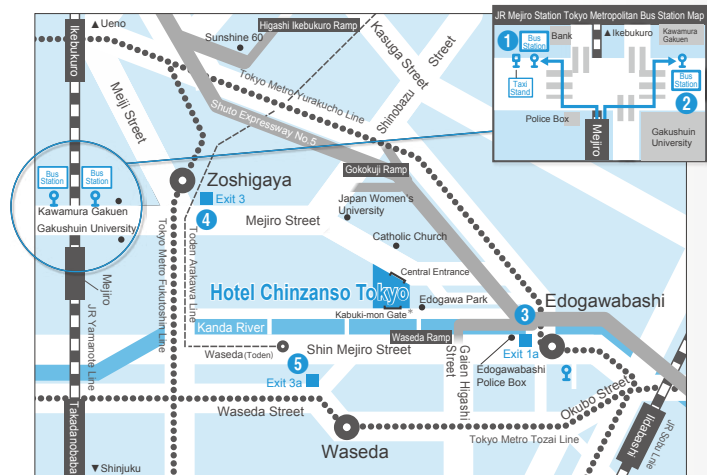 ▲Ueno
Ikebukuro
Sunshine 60
Higashi Ikebukuro Ramp
Kasuga Street
Shinobazu Street
Meiji Street
Tokyo Metro Yurakucho Line
Shuto Expressway No.5
Gokokuji Ramp
JR Mejiro Station Tokyo Metropolitan Bus Station Map
1
Bus
Station
Bank
▲Ikebukuro
Kawamura
Gakuen
Taxi
Stand
Bus
Station
2
Police Box
Mejiro
Gakushuin
University
Bus
Station
Bus
Station
Kawamura Gakuen
Gakushuin University
Zoshigaya
Exit 3
4
Mejiro Street
Japan Women's
University
Catholic Church
Central Entrance
Hotel Chinzanso Tokyo
Kabuki-mon Gate*
Edogawa Park
Mejiro
JR Yamanote Line
Tokyo Metro Fukutoshin Line
Toden Arakawa Line
Kanda River
3
Edogawabashi
Waseda Ramp
Exit 1a
Edogawabashi
Police Box
Waseda(Toden)
Shin Mejiro Street
Gaien Higashi
Street
5
Exit 3a
Waseda Street
Waseda
Okubo Street
Tokyo Metro Tozai Line
Iidabashi
JR Sobu Line
Takadanobaba
▼Shinjuku